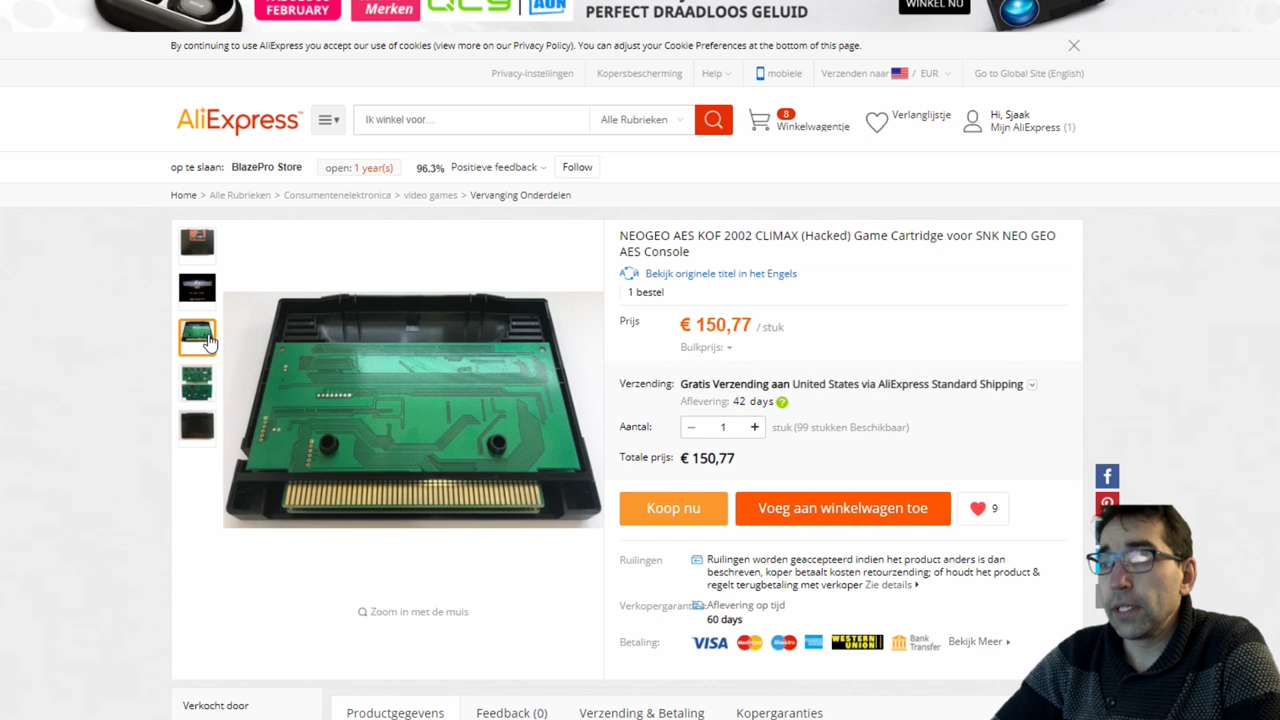 FEBRUARY
Merken
QCY
AUN
PERFECT DRAADLOOS GELUID
WINKEL NU
By continuing to use AliExpress you accept our use of cookies (view more on our Privacy Policy). You can adjust your Cookie Preferences at the bottom of this page.
Privacy-instellingen
Kopersbescherming
Help
mobiele
Verzenden naar / EUR
Go to Global Site (English)
AliExpress™
Ik winkel voor...
Alle Rubrieken
8
Winkelwagentje
Verlanglijstje
Hi, Sjaak
Mijn AliExpress (1)
op te slaan: BlazePro Store
open: 1 year(s)
96.3% Positieve feedback
Follow
Home > Alle Rubrieken > Consumentenelektronica > video games > Vervanging Onderdelen
NEOGEO AES KOF 2002 CLIMAX (Hacked) Game Cartridge voor SNK NEO GEO
AES Console
Bekijk originele titel in het Engels
1 bestel
Prijs
€ 150,77 / stuk
Bulkprijs:
Verzending: Gratis Verzending aan United States via AliExpress Standard Shipping
Aflevering: 42 days ?
Aantal: − 1 + stuk (99 stukken Beschikbaar)
Totale prijs: € 150,77
Koop nu
Voeg aan winkelwagen toe
9
Ruilingen
Ruilingen worden geaccepteerd indien het product anders is dan
beschreven, koper betaalt kosten retourzending; of houdt het product &
regelt terugbetaling met verkoper Zie details
Verkopergarantie: Aflevering op tijd
60 days
Betaling:
VISA
WESTERN UNION
Bank Transfer
Bekijk Meer
Zoom in met de muis
Verkocht door
Productgegevens
Feedback (0)
Verzending & Betaling
Kopergaranties